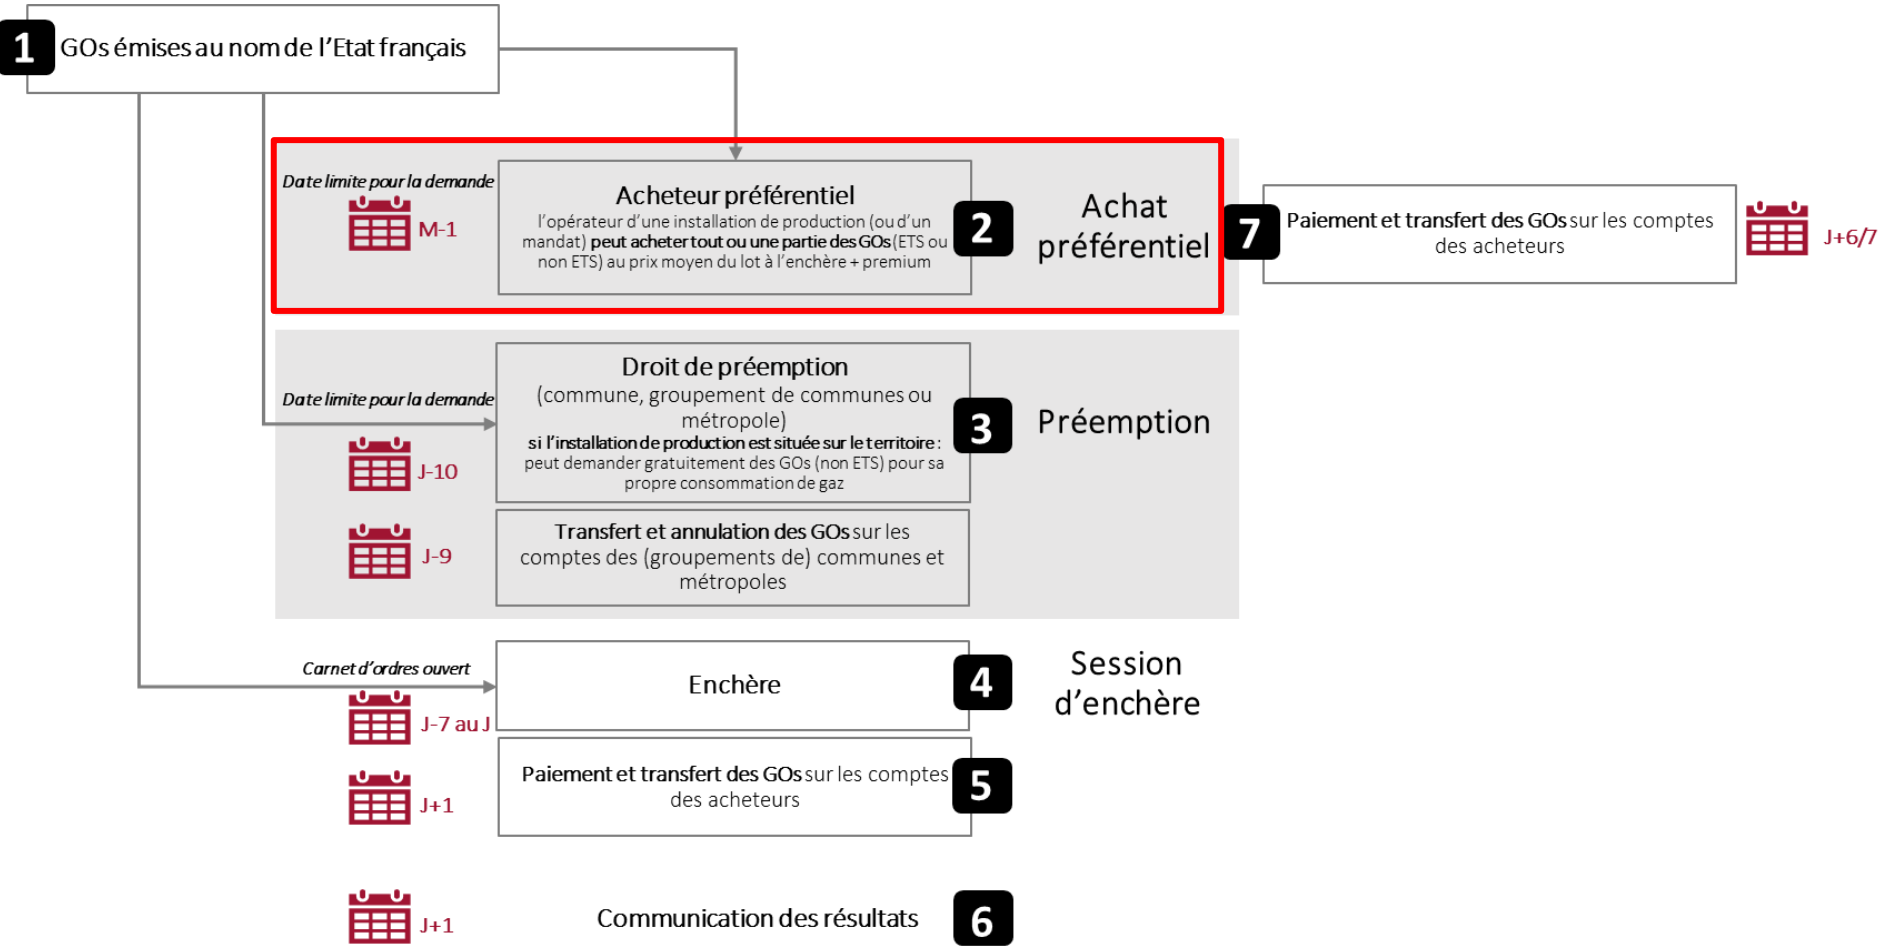 1
GOs émises au nom de l’Etat français
Date limite pour la demande
M-1
Acheteur préférentiel
l’opérateur d’une installation de production (ou d’un
mandat) peut acheter tout ou une partie des GOs (ETS ou
non ETS) au prix moyen du lot à l’enchère + premium
2
Achat
préférentiel
7
Paiement et transfert des GOs sur les comptes
des acheteurs
J+6/7
Date limite pour la demande
J-10
Droit de préemption
(commune, groupement de communes ou
métropole)
si l’installation de production est située sur le territoire :
peut demander gratuitement des GOs (non ETS) pour sa
propre consommation de gaz
3
Préemption
J-9
Transfert et annulation des GOs sur les
comptes des (groupements de) communes et
métropoles
Carnet d’ordres ouvert
J-7 au J
Enchère
4
Session
d’enchère
J+1
Paiement et transfert des GOs sur les comptes
des acheteurs
5
J+1
Communication des résultats
6